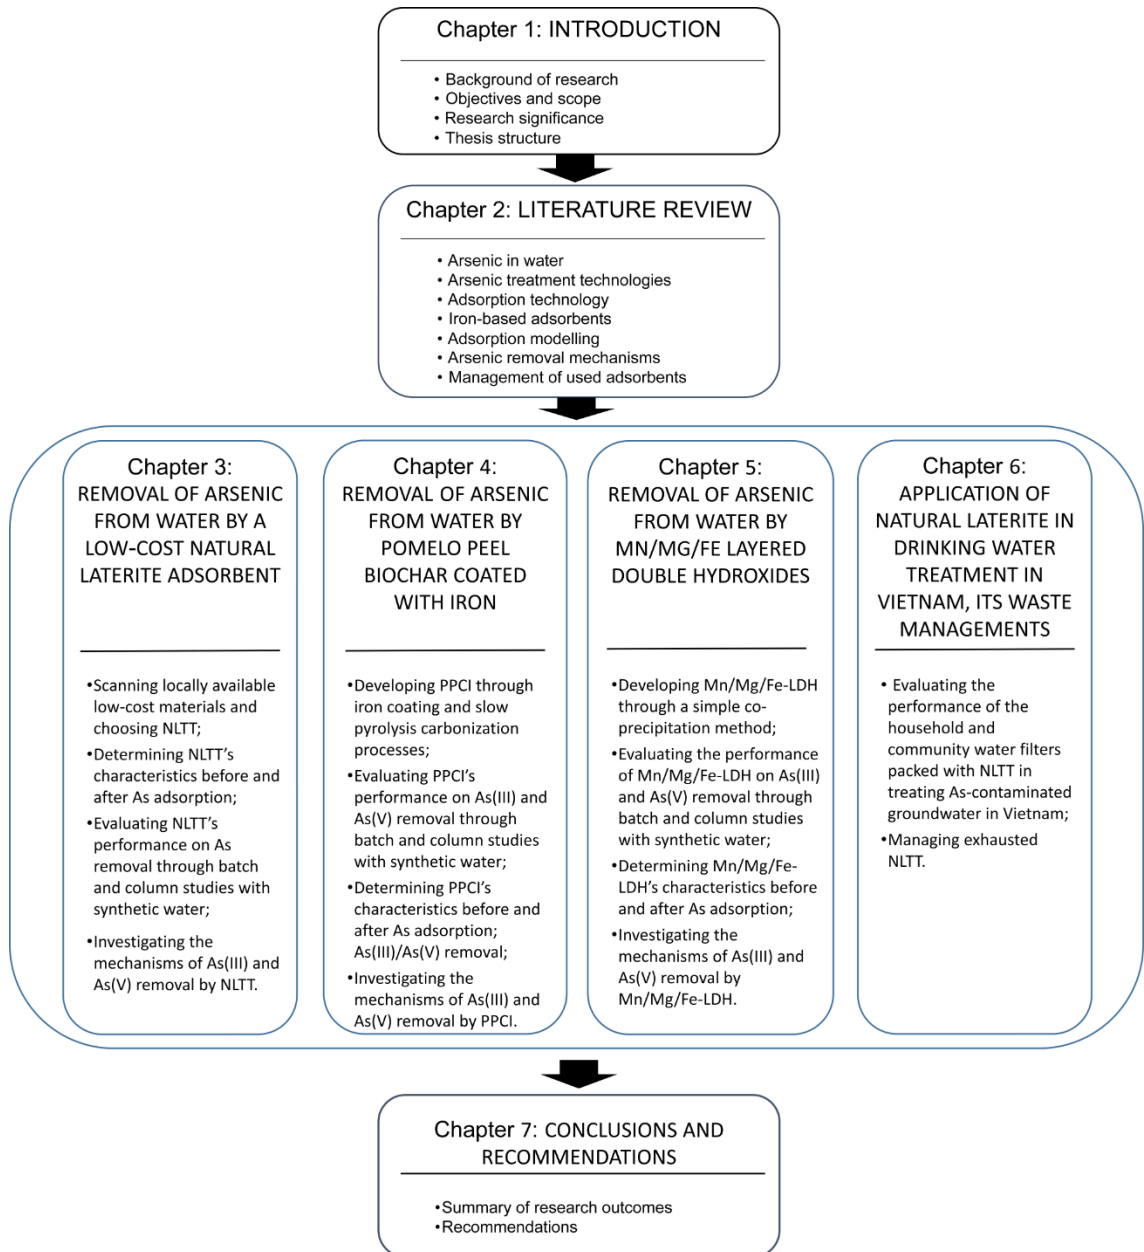 Chapter 1: INTRODUCTION
• Background of research
• Objectives and scope
• Research significance
• Thesis structure
Chapter 2: LITERATURE REVIEW
• Arsenic in water
• Arsenic treatment technologies
• Adsorption technology
• Iron-based adsorbents
• Adsorption modelling
• Arsenic removal mechanisms
• Management of used adsorbents
Chapter 3:
REMOVAL OF ARSENIC
FROM WATER BY A
LOW-COST NATURAL
LATERITE ADSORBENT
•Scanning locally available
low-cost materials and
choosing NLTT;
•Determining NLTT's
characteristics before and
after As adsorption;
•Evaluating NLTT's
performance on As
removal through batch
and column studies with
synthetic water;
•Investigating the
mechanisms of As(III) and
As(V) removal by NLTT.
Chapter 4:
REMOVAL OF ARSENIC
FROM WATER BY
POMELO PEEL
BIOCHAR COATED
WITH IRON
•Developing PPCI through
iron coating and slow
pyrolysis carbonization
processes;
•Evaluating PPCI's
performance on As(III) and
As(V) removal through
batch and column studies
with synthetic water;
•Determining PPCI's
characteristics before and
after As adsorption;
As(III)/As(V) removal;
•Investigating the
mechanisms of As(III) and
As(V) removal by PPCI.
Chapter 5:
REMOVAL OF ARSENIC
FROM WATER BY
MN/MG/FE LAYERED
DOUBLE HYDROXIDES
•Developing Mn/Mg/Fe-LDH
through a simple co-
precipitation method;
•Evaluating the performance
of Mn/Mg/Fe-LDH on As(III)
and As(V) removal through
batch and column studies
with synthetic water;
•Determining Mn/Mg/Fe-
LDH's characteristics before
and after As adsorption;
•Investigating the
mechanisms of As(III) and
As(V) removal by
Mn/Mg/Fe-LDH.
Chapter 6:
APPLICATION OF
NATURAL LATERITE IN
DRINKING WATER
TREATMENT IN
VIETNAM, ITS WASTE
MANAGEMENTS
• Evaluating the
performance of the
household and
community water filters
packed with NLTT in
treating As-contaminated
groundwater in Vietnam;
•Managing exhausted
NLTT.
Chapter 7: CONCLUSIONS AND
RECOMMENDATIONS
•Summary of research outcomes
•Recommendations